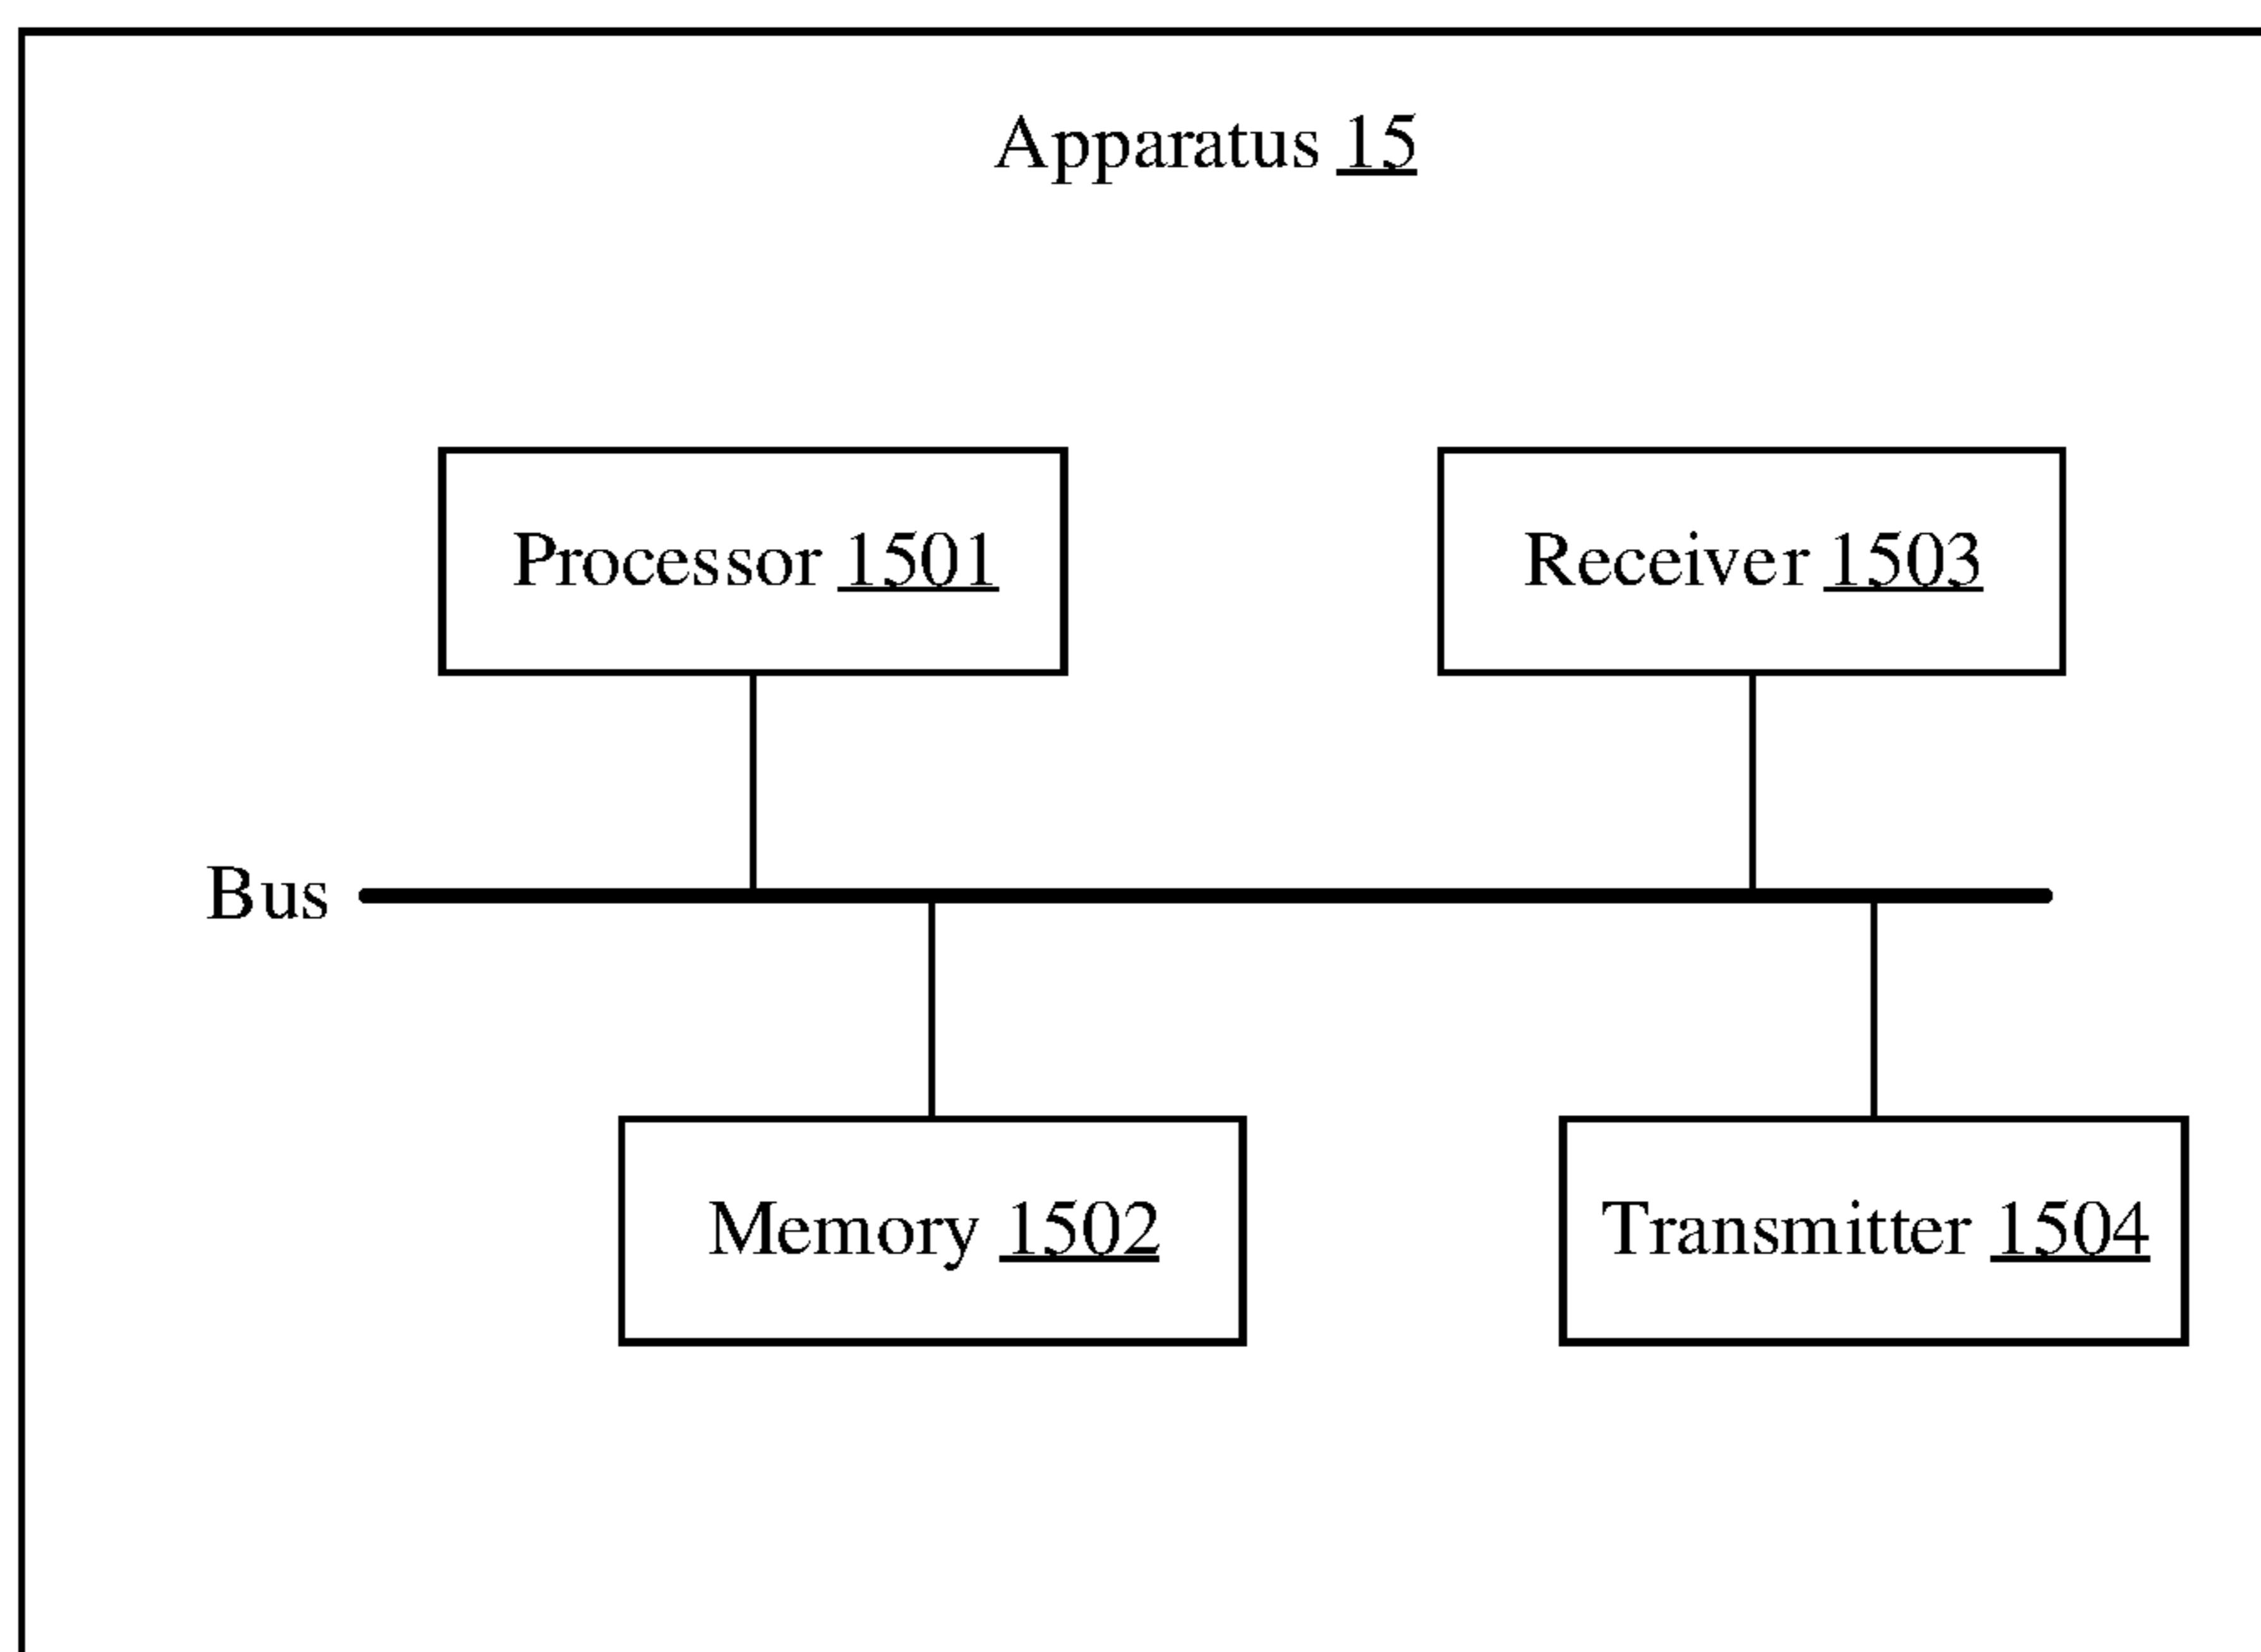 Apparatus 15
Processor 1501
Receiver 1503
Bus
Memory 1502
Transmitter 1504